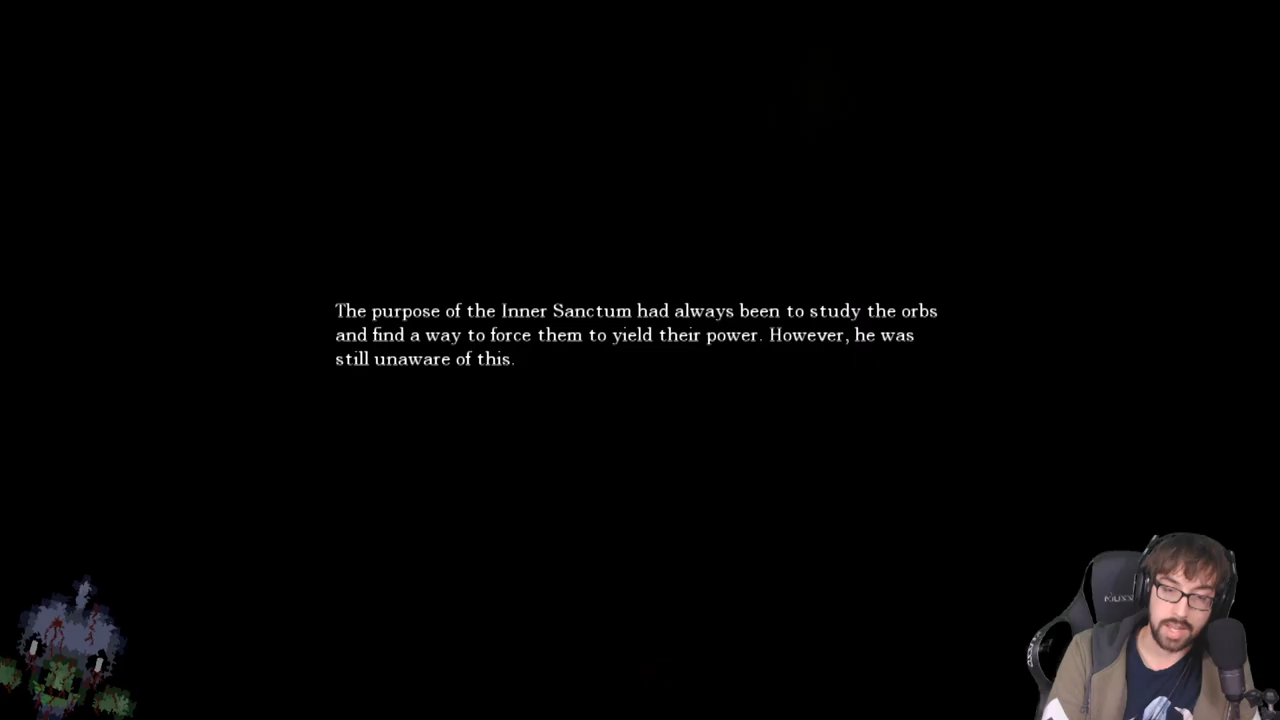 The purpose of the Inner Sanctum had always been to study the orbs
and find a way to force them to yield their power. However, he was
still unaware of this.